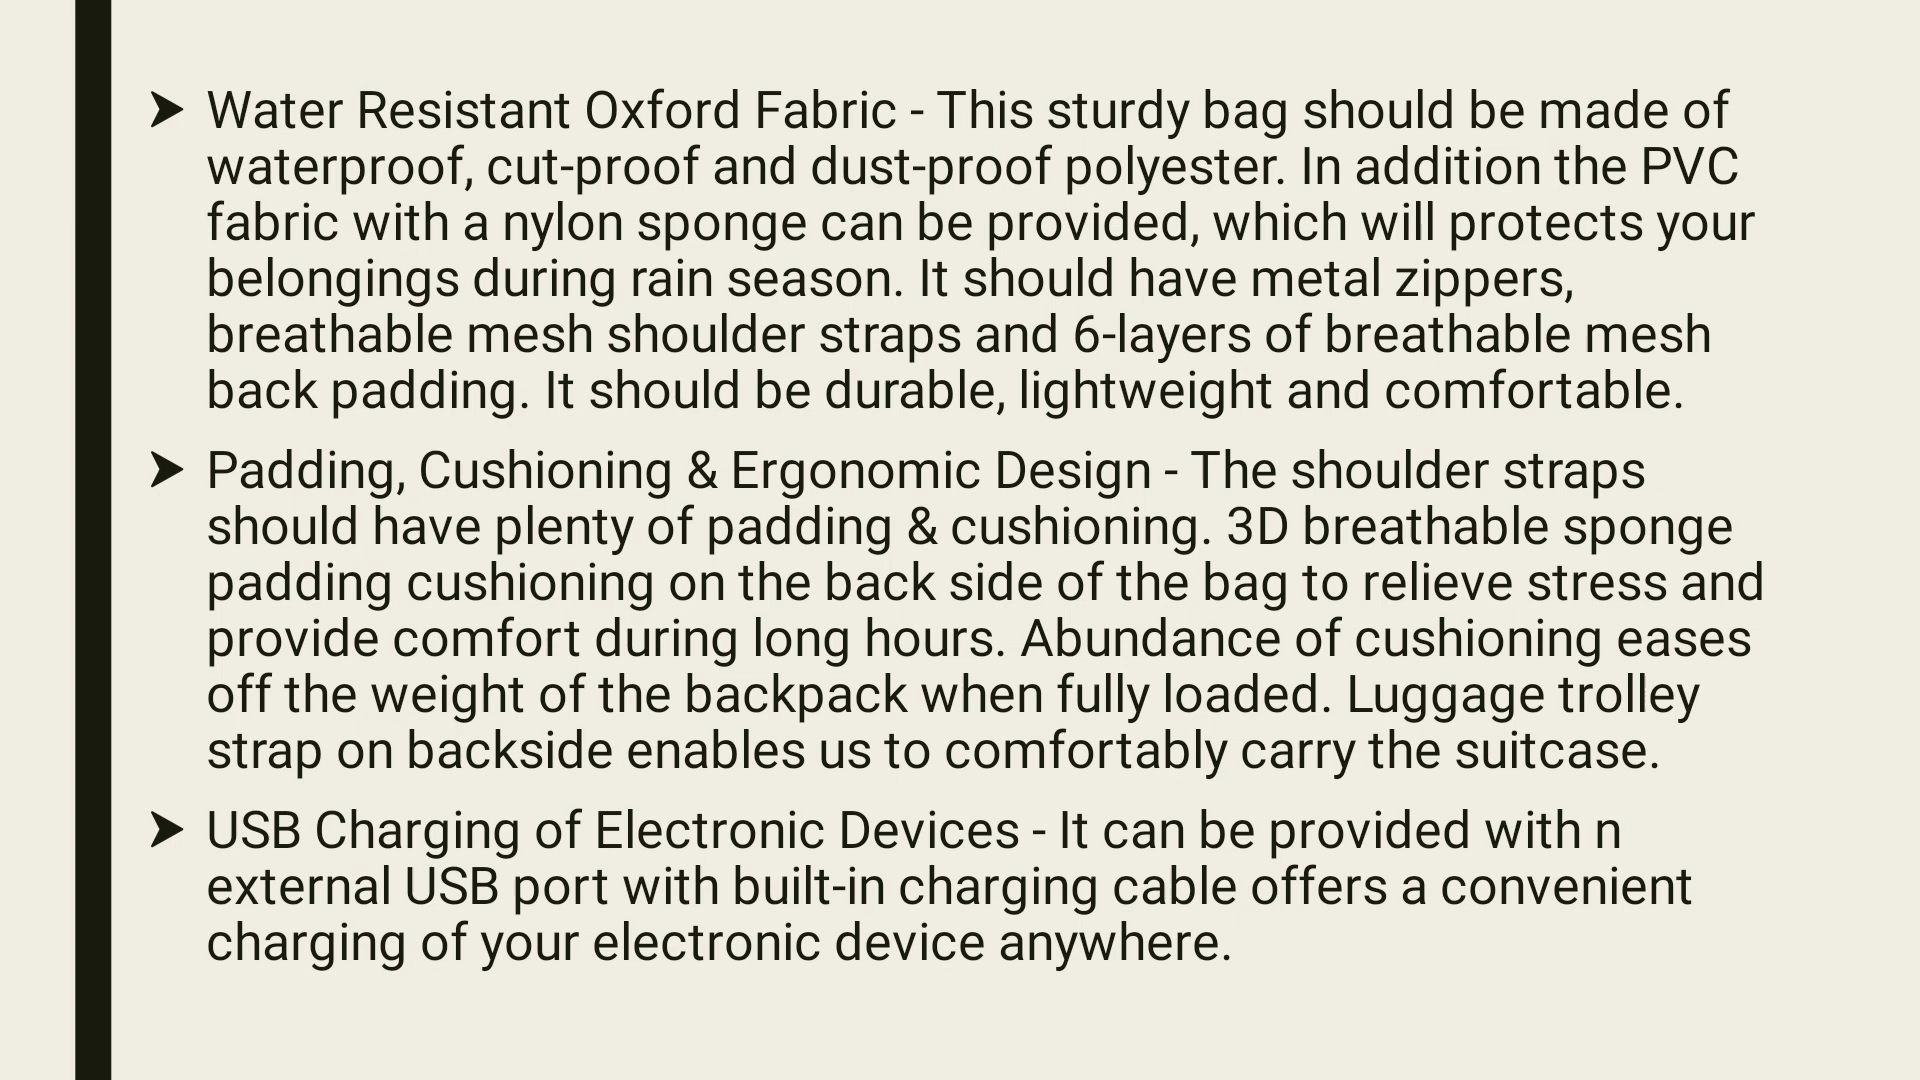 ➤ Water Resistant Oxford Fabric - This sturdy bag should be made of
waterproof, cut-proof and dust-proof polyester. In addition the PVC
fabric with a nylon sponge can be provided, which will protects your
belongings during rain season. It should have metal zippers,
breathable mesh shoulder straps and 6-layers of breathable mesh
back padding. It should be durable, lightweight and comfortable.
➤ Padding, Cushioning & Ergonomic Design - The shoulder straps
should have plenty of padding & cushioning. 3D breathable sponge
padding cushioning on the back side of the bag to relieve stress and
provide comfort during long hours. Abundance of cushioning eases
off the weight of the backpack when fully loaded. Luggage trolley
strap on backside enables us to comfortably carry the suitcase.
➤ USB Charging of Electronic Devices - It can be provided with n
external USB port with built-in charging cable offers a convenient
charging of your electronic device anywhere.